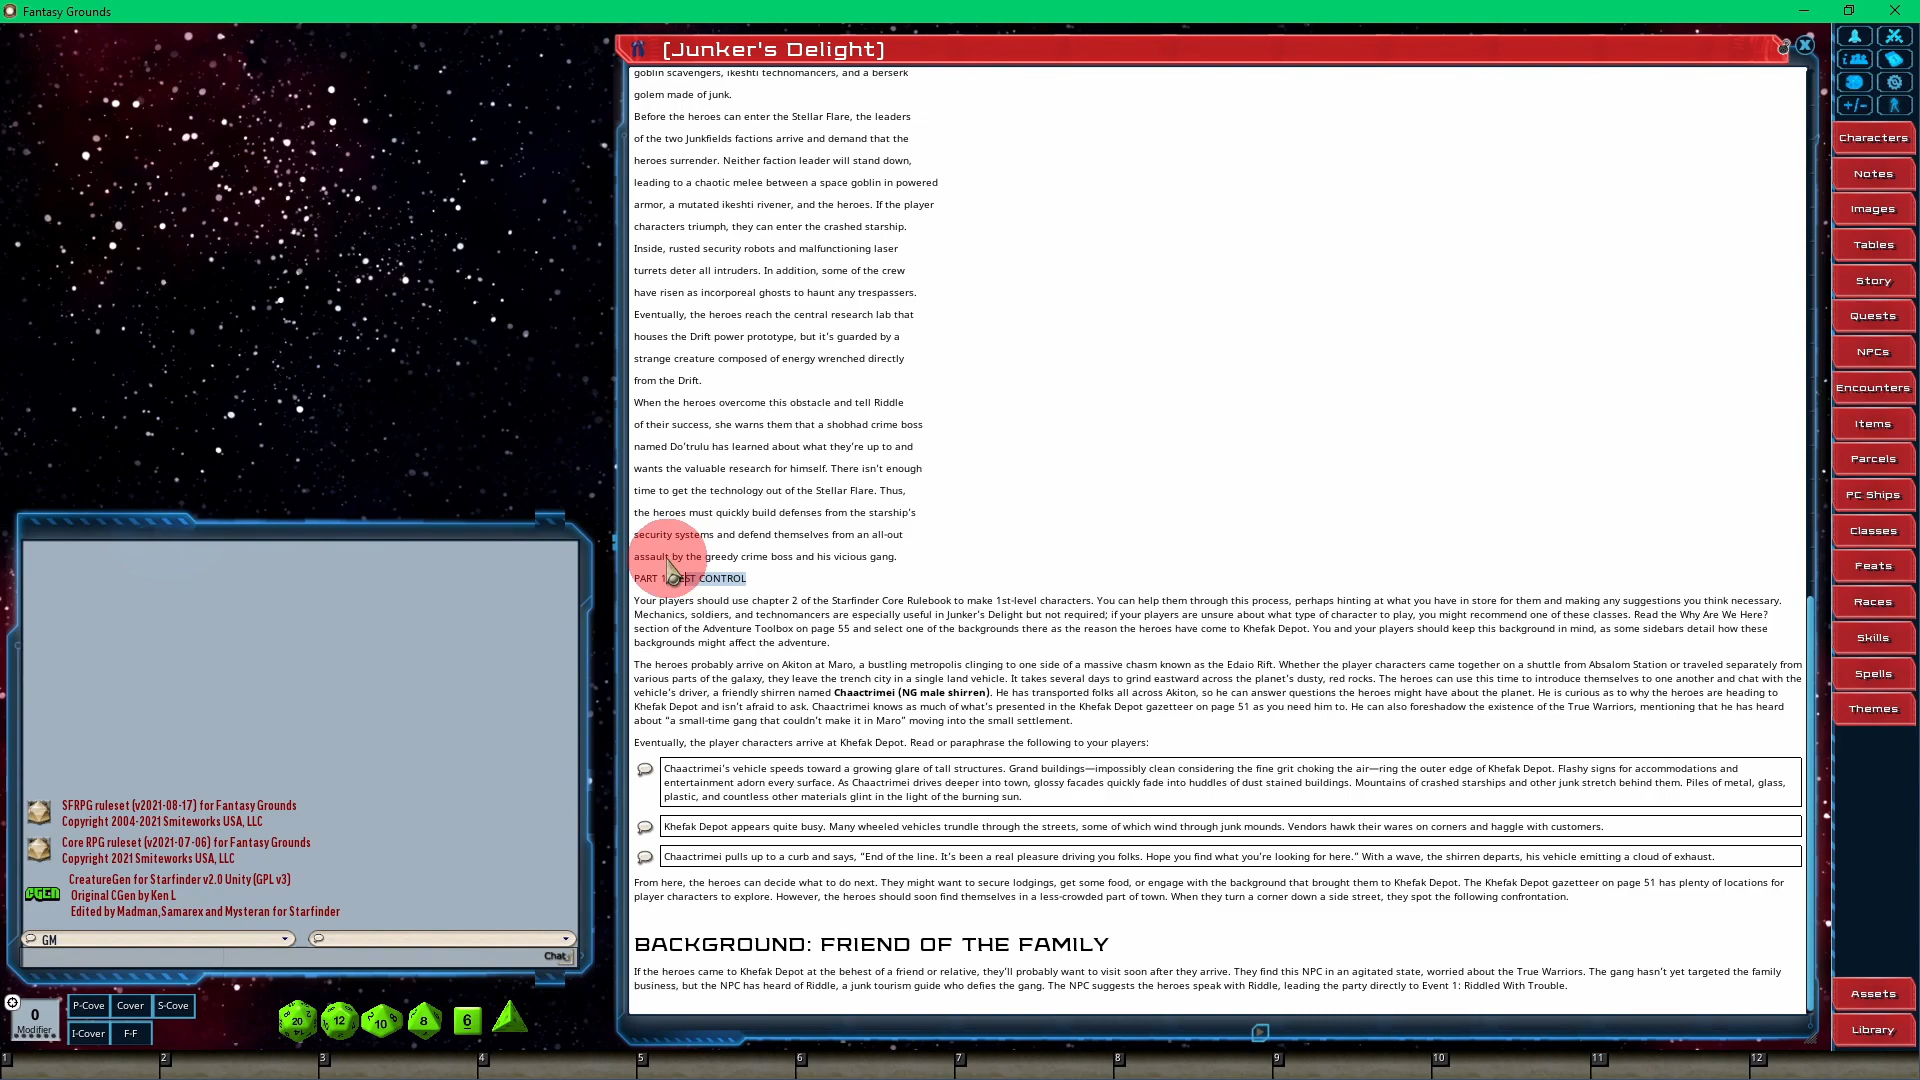 Fantasy Grounds
[Junker's Delight]
goblin scavengers, ikeshti technomancers, and a berserk
golem made of junk.
Before the heroes can enter the Stellar Flare, the leaders
of the two Junkfields factions arrive and demand that the
heroes surrender. Neither faction leader will stand down,
leading to a chaotic melee between a space goblin in powered
armor, a mutated ikeshti rivener, and the heroes. If the player
characters triumph, they can enter the crashed starship.
Inside, rusted security robots and malfunctioning laser
turrets deter all intruders. In addition, some of the crew
have risen as incorporeal ghosts to haunt any trespassers.
Eventually, the heroes reach the central research lab that
houses the Drift power prototype, but it's guarded by a
strange creature composed of energy wrenched directly
from the Drift.
When the heroes overcome this obstacle and tell Riddle
of their success, she warns them that a shobhad crime boss
named Do'trulu has learned about what they're up to and
wants the valuable research for himself. There isn't enough
time to get the technology out of the Stellar Flare. Thus,
the heroes must quickly build defenses from the starship's
security systems and defend themselves from an all-out
assault by the greedy crime boss and his vicious gang.
PART 1 EST CONTROL
Your players should use chapter 2 of the Starfinder Core Rulebook to make 1st-level characters. You can help them through this process, perhaps hinting at what you have in store for them and making any suggestions you think necessary.
Mechanics, soldiers, and technomancers are especially useful in Junker's Delight but not required; if your players are unsure about what type of character to play, you might recommend one of these classes. Read the Why Are We Here?
section of the Adventure Toolbox on page 55 and select one of the backgrounds there as the reason the heroes have come to Khefak Depot. You and your players should keep this background in mind, as some sidebars detail how these
backgrounds might affect the adventure.
The heroes probably arrive on Akiton at Maro, a bustling metropolis clinging to one side of a massive chasm known as the Edaio Rift. Whether the player characters came together on a shuttle from Absalom Station or traveled separately from
various parts of the galaxy, they leave the trench city in a single land vehicle. It takes several days to grind eastward across the planet's dusty, red rocks. The heroes can use this time to introduce themselves to one another and chat with the
vehicle's driver, a friendly shirren named Chaactrimei (NG male shirren). He has transported folks all across Akiton, so he can answer questions the heroes might have about the planet. He is curious as to why the heroes are heading to
Khefak Depot and isn't afraid to ask. Chaactrimei knows as much of what's presented in the Khefak Depot gazetteer on page 51 as you need him to. He can also foreshadow the existence of the True Warriors, mentioning that he has heard
about "a small-time gang that couldn't make it in Maro" moving into the small settlement.
Eventually, the player characters arrive at Khefak Depot. Read or paraphrase the following to your players:
Chaactrimei's vehicle speeds toward a growing glare of tall structures. Grand buildings—impossibly clean considering the fine grit choking the air—ring the outer edge of Khefak Depot. Flashy signs for accommodations and
entertainment adorn every surface. As Chaactrimei drives deeper into town, glossy facades quickly fade into huddles of dust stained buildings. Mountains of crashed starships and other junk stretch behind them. Piles of metal, glass,
plastic, and countless other materials glint in the light of the burning sun.
Khefak Depot appears quite busy. Many wheeled vehicles trundle through the streets, some of which wind through junk mounds. Vendors hawk their wares on corners and haggle with customers.
Chaactrimei pulls up to a curb and says, "End of the line. It's been a real pleasure driving you folks. Hope you find what you're looking for here." With a wave, the shirren departs, his vehicle emitting a cloud of exhaust.
From here, the heroes can decide what to do next. They might want to secure lodgings, get some food, or engage with the background that brought them to Khefak Depot. The Khefak Depot gazetteer on page 51 has plenty of locations for
player characters to explore. However, the heroes should soon find themselves in a less-crowded part of town. When they turn a corner down a side street, they spot the following confrontation.
BACKGROUND: FRIEND OF THE FAMILY
If the heroes came to Khefak Depot at the behest of a friend or relative, they'll probably want to visit soon after they arrive. They find this NPC in an agitated state, worried about the True Warriors. The gang hasn't yet targeted the family
business, but the NPC has heard of Riddle, a junk tourism guide who defies the gang. The NPC suggests the heroes speak with Riddle, leading the party directly to Event 1: Riddled With Trouble.
+/-
Characters
Notes
Images
Tables
Story
Quests
NPCs
Encounters
Items
Parcels
PC Ships
Classes
Feats
Races
Skills
Spells
Themes
Assets
Library
SFRPG ruleset (v2021-08-17) for Fantasy Grounds
Copyright 2004-2021 Smiteworks USA, LLC
Core RPG ruleset (v2021-07-06) for Fantasy Grounds
Copyright 2021 Smiteworks USA, LLC
CGEN
CreatureGen for Starfinder v2.0 Unity (GPL v3)
Original CGen by Ken L
Edited by Madman,Samarex and Mysteran for Starfinder
GM
Chat
0
Modifier
P-Cove Cover S-Cove
I-Cover F-F
20 12 10 8 6
1 2 3 4 5 6 7 8 9 10 11 12